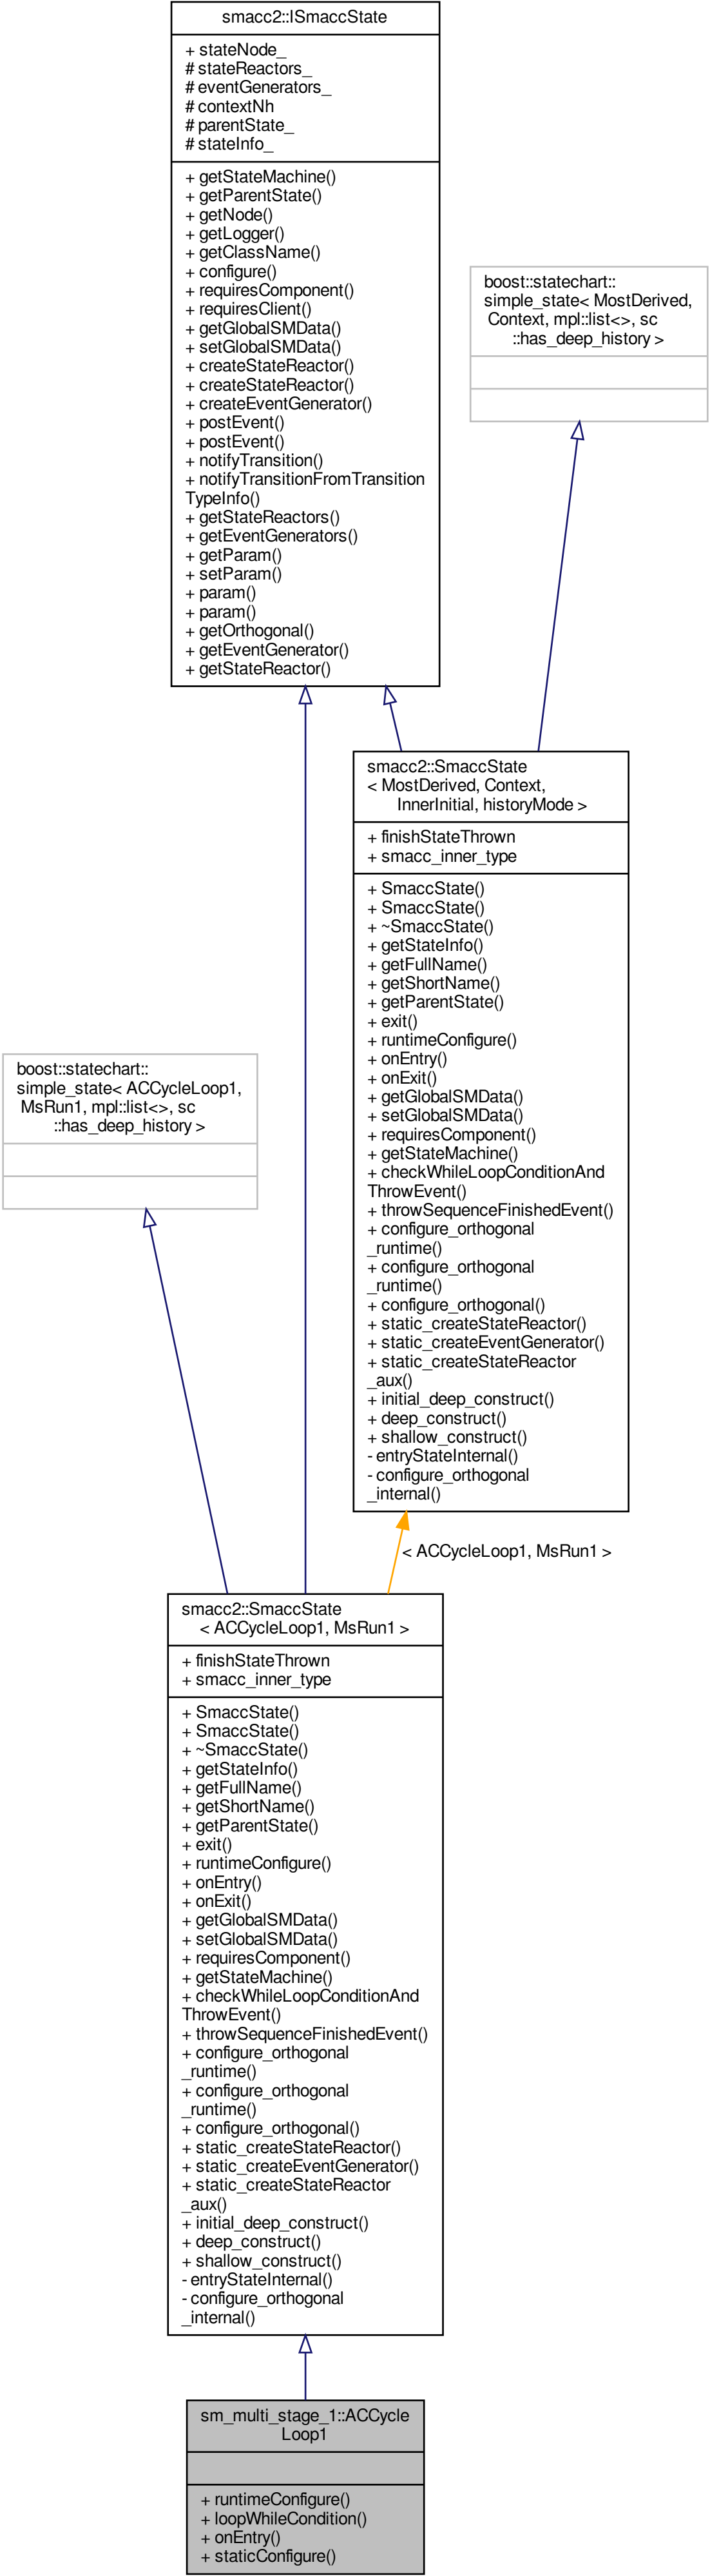 smacc2::ISmaccState
+ stateNode_
# stateReactors_
# eventGenerators_
# contextNh
# parentState_
# stateInfo_
+ getStateMachine()
+ getParentState()
+ getNode()
+ getLogger()
+ getClassName()
+ configure()
+ requiresComponent()
+ requiresClient()
+ getGlobalSMData()
+ setGlobalSMData()
+ createStateReactor()
+ createStateReactor()
+ createEventGenerator()
+ postEvent()
+ postEvent()
+ notifyTransition()
+ notifyTransitionFromTransition
TypeInfo()
+ getStateReactors()
+ getEventGenerators()
+ getParam()
+ setParam()
+ param()
+ param()
+ getOrthogonal()
+ getEventGenerator()
+ getStateReactor()
boost::statechart::
simple_state< MostDerived,
Context, mpl::list<>, sc
::has_deep_history >
smacc2::SmaccState
< MostDerived, Context,
InnerInitial, historyMode >
+ finishStateThrown
+ smacc_inner_type
+ SmaccState()
+ SmaccState()
+ ~SmaccState()
+ getStateInfo()
+ getFullName()
+ getShortName()
+ getParentState()
+ exit()
+ runtimeConfigure()
+ onEntry()
+ onExit()
+ getGlobalSMData()
+ setGlobalSMData()
+ requiresComponent()
+ getStateMachine()
+ checkWhileLoopConditionAnd
ThrowEvent()
+ throwSequenceFinishedEvent()
+ configure_orthogonal
_runtime()
+ configure_orthogonal
_runtime()
+ configure_orthogonal()
+ static_createStateReactor()
+ static_createEventGenerator()
+ static_createStateReactor
_aux()
+ initial_deep_construct()
+ deep_construct()
+ shallow_construct()
- entryStateInternal()
- configure_orthogonal
_internal()
boost::statechart::
simple_state< ACCycleLoop1,
MsRun1, mpl::list<>, sc
::has_deep_history >
< ACCycleLoop1, MsRun1 >
smacc2::SmaccState
< ACCycleLoop1, MsRun1 >
+ finishStateThrown
+ smacc_inner_type
+ SmaccState()
+ SmaccState()
+ ~SmaccState()
+ getStateInfo()
+ getFullName()
+ getShortName()
+ getParentState()
+ exit()
+ runtimeConfigure()
+ onEntry()
+ onExit()
+ getGlobalSMData()
+ setGlobalSMData()
+ requiresComponent()
+ getStateMachine()
+ checkWhileLoopConditionAnd
ThrowEvent()
+ throwSequenceFinishedEvent()
+ configure_orthogonal
_runtime()
+ configure_orthogonal
_runtime()
+ configure_orthogonal()
+ static_createStateReactor()
+ static_createEventGenerator()
+ static_createStateReactor
_aux()
+ initial_deep_construct()
+ deep_construct()
+ shallow_construct()
- entryStateInternal()
- configure_orthogonal
_internal()
sm_multi_stage_1::ACCycle
Loop1
+ runtimeConfigure()
+ loopWhileCondition()
+ onEntry()
+ staticConfigure()